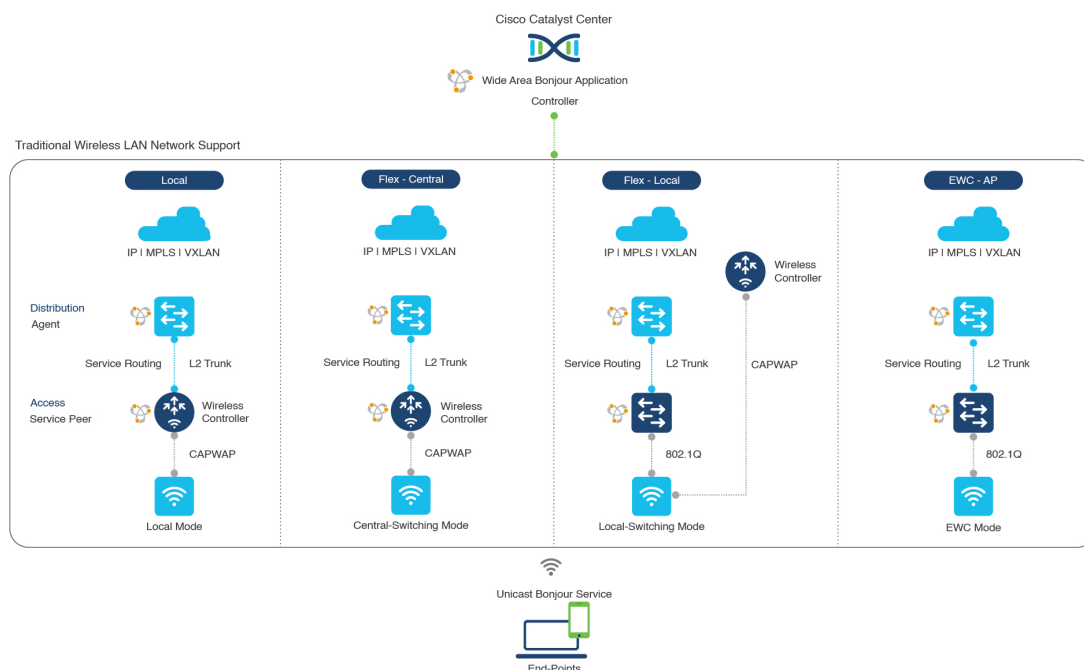 Cisco Catalyst Center
Wide Area Bonjour Application
Controller
Traditional Wireless LAN Network Support
Local
Flex - Central
Flex - Local
EWC - AP
IP | MPLS | VXLAN
IP | MPLS | VXLAN
IP | MPLS | VXLAN
IP | MPLS | VXLAN
Wireless
Controller
Distribution
Agent
Service Routing
L2 Trunk
Service Routing
L2 Trunk
Service Routing
L2 Trunk
CAPWAP
Service Routing
L2 Trunk
Access
Service Peer
Wireless
Controller
Wireless
Controller
CAPWAP
CAPWAP
802.1Q
802.1Q
Local Mode
Central-Switching Mode
Local-Switching Mode
EWC Mode
Unicast Bonjour Service
End-Points